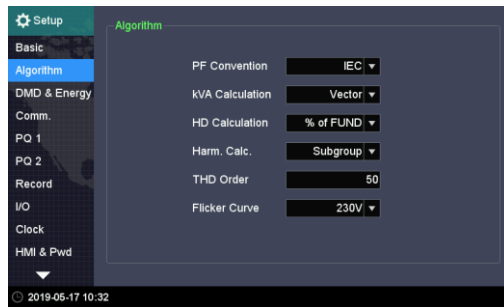 Setup
Basic
Algorithm
DMD & Energy
Comm.
PQ 1
PQ 2
Record
I/O
Clock
HMI & Pwd
Algorithm
PF Convention IEC
kVA Calculation Vector
HD Calculation % of FUND
Harm. Calc. Subgroup
THD Order 50
Flicker Curve 230V
2019-05-17 10:32